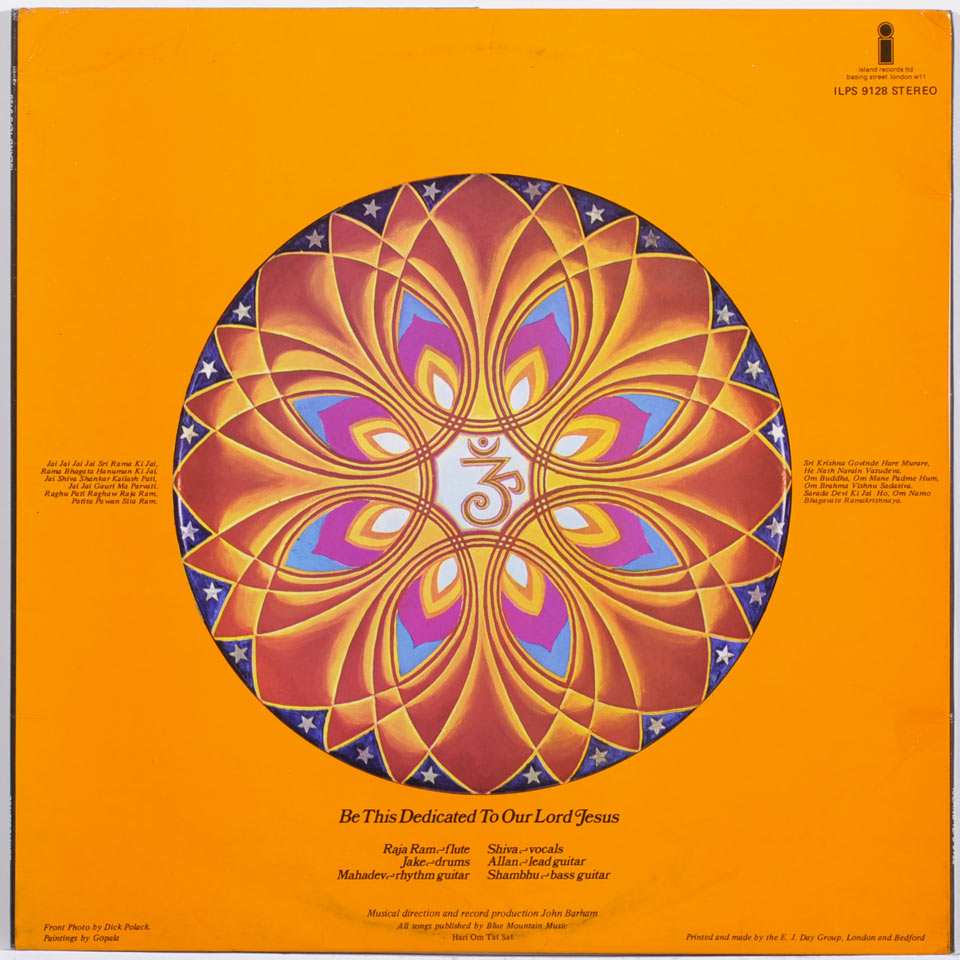 island records ltd
basing street london w11
ILPS 9128 STEREO
ॐ
Jai Jai Jai Jai Sri Rama Ki Jai,
Rama Bhagata Hanuman Ki Jai,
Jai Shiva Shankar Kailash Pati,
Jai Jai Gauri Ma Parvati.
Raghu Pati Raghaw Raja Ram,
Patita Pawan Sita Ram.
Sri Krishna Govinde Hare Murare,
He Nath Narain Vasudeva.
Om Buddha, Om Mane Padme Hum,
Om Brahma Vishnu Sadasiva.
Sarada Devi Ki Jai Ho, Om Namo
Bhagavate Ramakrishnaya.
Be This Dedicated To Our Lord Jesus
Raja Ram~flute Shiva~vocals
Jake~drums Allan~lead guitar
Mahadev~rhythm guitar Shambhu~bass guitar
Musical direction and record production John Barham
All songs published by Blue Mountain Music
Hari Om Tat Sat
Front Photo by Dick Polack.
Paintings by Gopala
Printed and made by the E. J. Day Group, London and Bedford